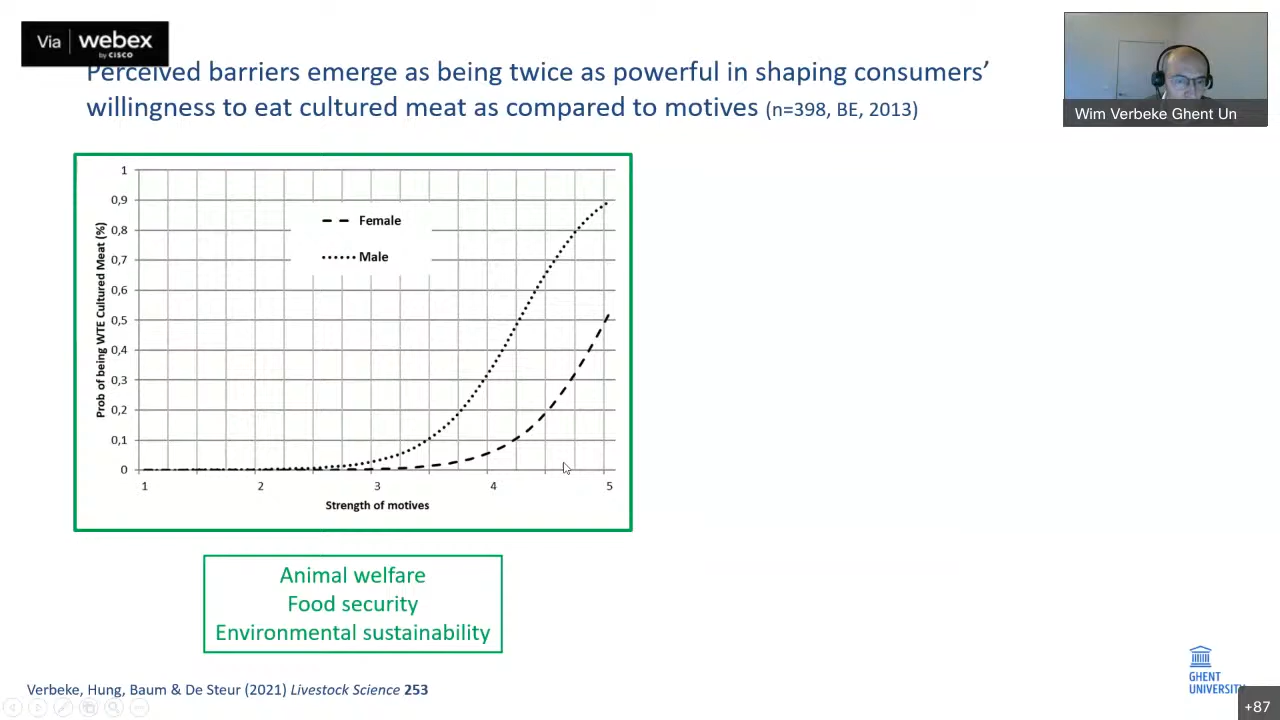 Via webex
by CISCO
Perceived barriers emerge as being twice as powerful in shaping consumers’
willingness to eat cultured meat as compared to motives (n=398, BE, 2013)
Wim Verbeke Ghent Un
Prob of being WTE Cultured Meat (%)
1
0,9
0,8
0,7
0,6
0,5
0,4
0,3
0,2
0,1
0
Female
Male
1 2 3 4 5
Strength of motives
Animal welfare
Food security
Environmental sustainability
Verbeke, Hung, Baum & De Steur (2021) Livestock Science 253
GHENT
UNIVERSITY
+87